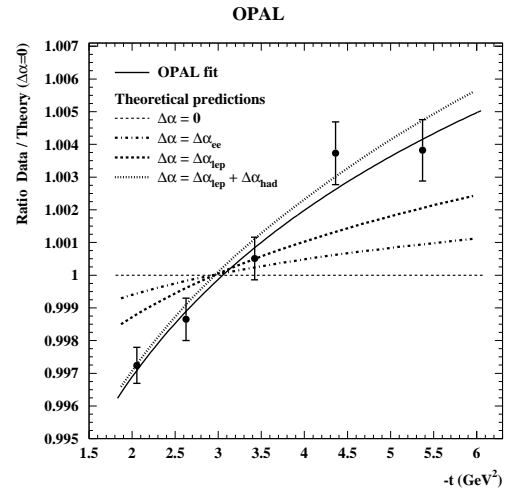 OPAL
Ratio Data / Theory (Δα=0)
1.007
1.006
1.005
1.004
1.003
1.002
1.001
1
0.999
0.998
0.997
0.996
0.995
OPAL fit
Theoretical predictions
Δα = 0
Δα = Δα_ee
Δα = Δα_lep
Δα = Δα_lep + Δα_had
1.5 2 2.5 3 3.5 4 4.5 5 5.5 6
-t (GeV²)